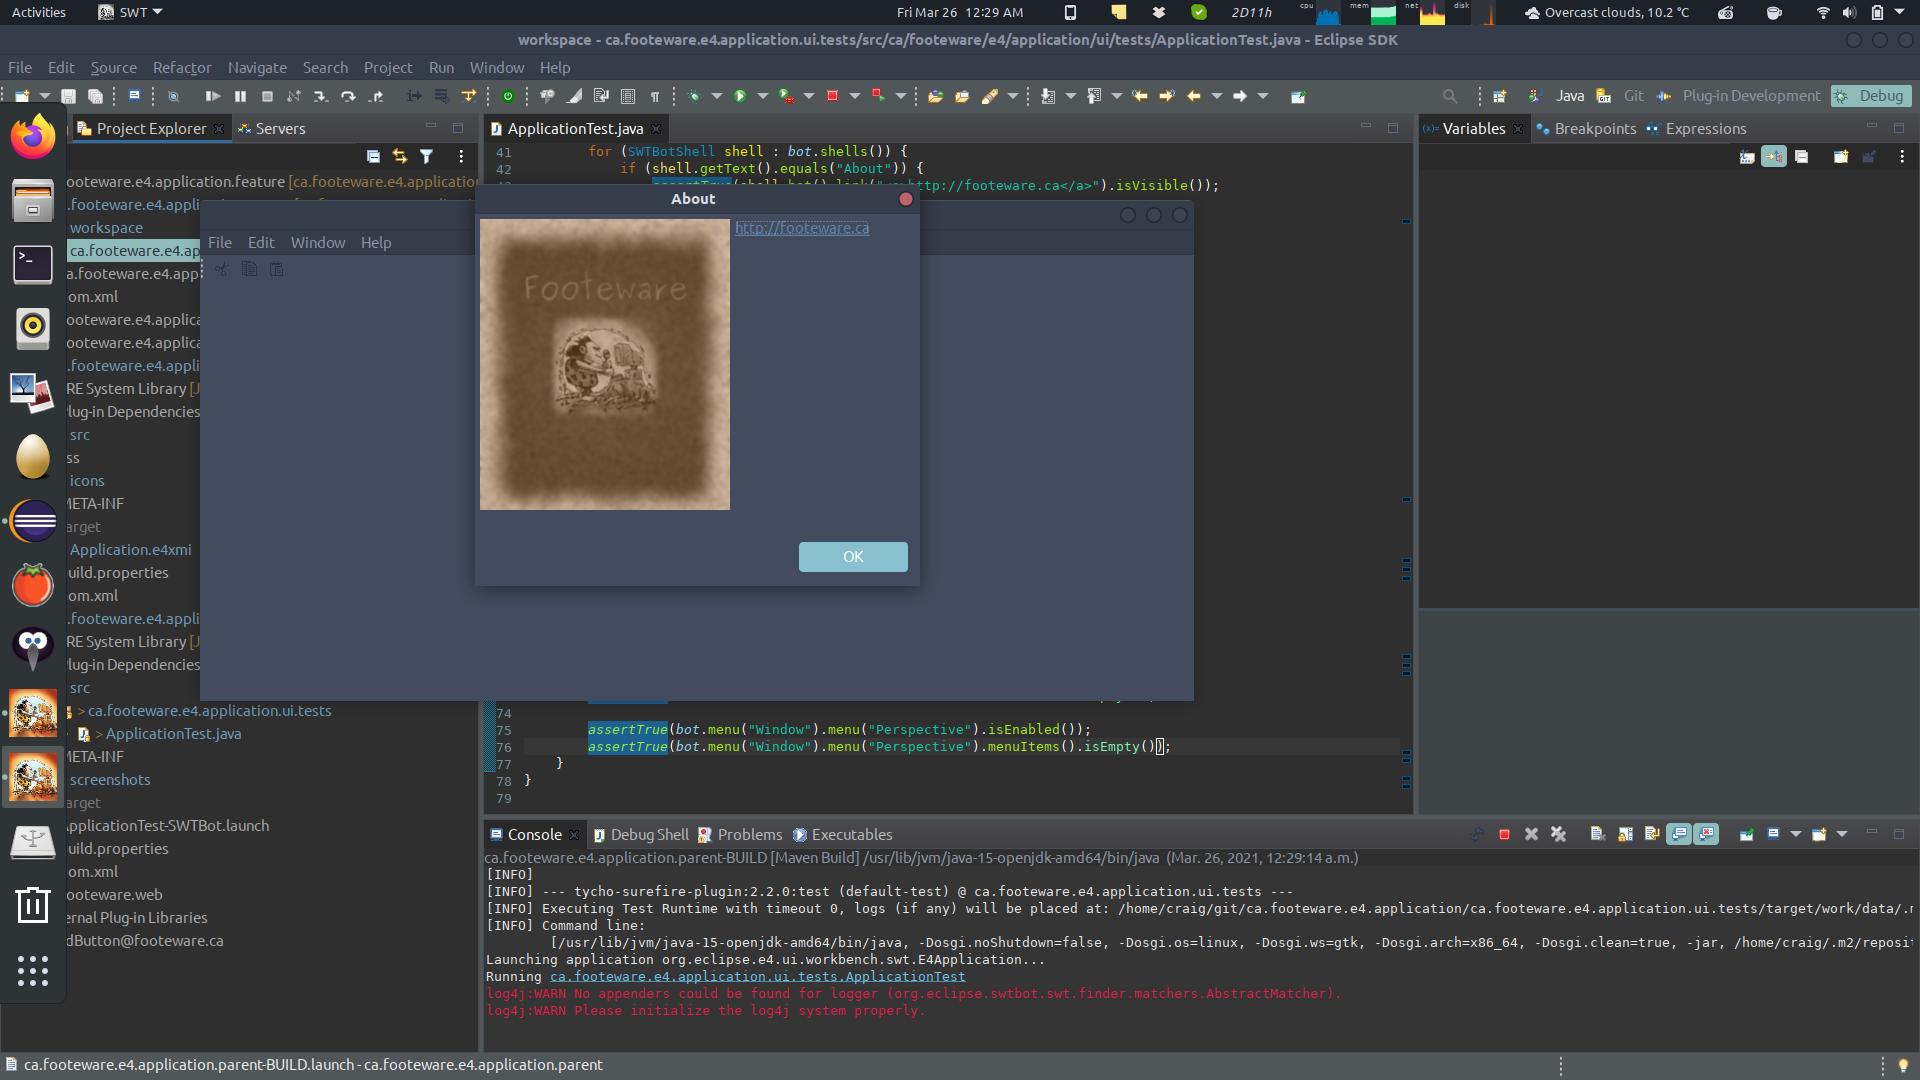 Activities
SWT
Fri Mar 26 12:29 AM
2D11h
cpu
mem
net
disk
Overcast clouds, 10.2 °C
workspace - ca.footeware.e4.application.ui.tests/src/ca/footeware/e4/application/ui/tests/ApplicationTest.java - Eclipse SDK
File Edit Source Refactor Navigate Search Project Run Window Help
Java
Git
Plug-in Development
Debug
Project Explorer
Servers
ooteware.e4.application.feature [ca.footeware.e4.application
.footeware.e4.application
workspace
ca.footeware.e4.ap
a.footeware.e4.app
om.xml
ooteware.e4.applica
ooteware.e4.applica
.footeware.e4.appli
RE System Library [J
lug-in Dependencies
src
ss
icons
META-INF
arget
Application.e4xmi
uild.properties
om.xml
.footeware.e4.appli
RE System Library [J
lug-in Dependencies
src
> ca.footeware.e4.application.ui.tests
> ApplicationTest.java
META-INF
screenshots
arget
ApplicationTest-SWTBot.launch
uild.properties
om.xml
ooteware.web
ernal Plug-in Libraries
dButton@footeware.ca
ApplicationTest.java
41 for (SWTBotShell shell : bot.shells()) {
42 if (shell.getText().equals("About")) {
http://footeware.ca</a>").isVisible());
File Edit Window Help
About
Footeware
http://footeware.ca
OK
74
75 assertTrue(bot.menu("Window").menu("Perspective").isEnabled());
76 assertTrue(bot.menu("Window").menu("Perspective").menuItems().isEmpty());
77 }
78 }
79
Variables
Breakpoints
Expressions
Console
Debug Shell
Problems
Executables
ca.footeware.e4.application.parent-BUILD [Maven Build] /usr/lib/jvm/java-15-openjdk-amd64/bin/java (Mar. 26, 2021, 12:29:14 a.m.)
[INFO]
[INFO] --- tycho-surefire-plugin:2.2.0:test (default-test) @ ca.footeware.e4.application.ui.tests ---
[INFO] Executing Test Runtime with timeout 0, logs (if any) will be placed at: /home/craig/git/ca.footeware.e4.application/ca.footeware.e4.application.ui.tests/target/work/data/.m
[INFO] Command line:
[/usr/lib/jvm/java-15-openjdk-amd64/bin/java, -Dosgi.noShutdown=false, -Dosgi.os=linux, -Dosgi.ws=gtk, -Dosgi.arch=x86_64, -Dosgi.clean=true, -jar, /home/craig/.m2/reposit
Launching application org.eclipse.e4.ui.workbench.swt.E4Application...
Running ca.footeware.e4.application.ui.tests.ApplicationTest
log4j:WARN No appenders could be found for logger (org.eclipse.swtbot.swt.finder.matchers.AbstractMatcher).
log4j:WARN Please initialize the log4j system properly.
ca.footeware.e4.application.parent-BUILD.launch - ca.footeware.e4.application.parent